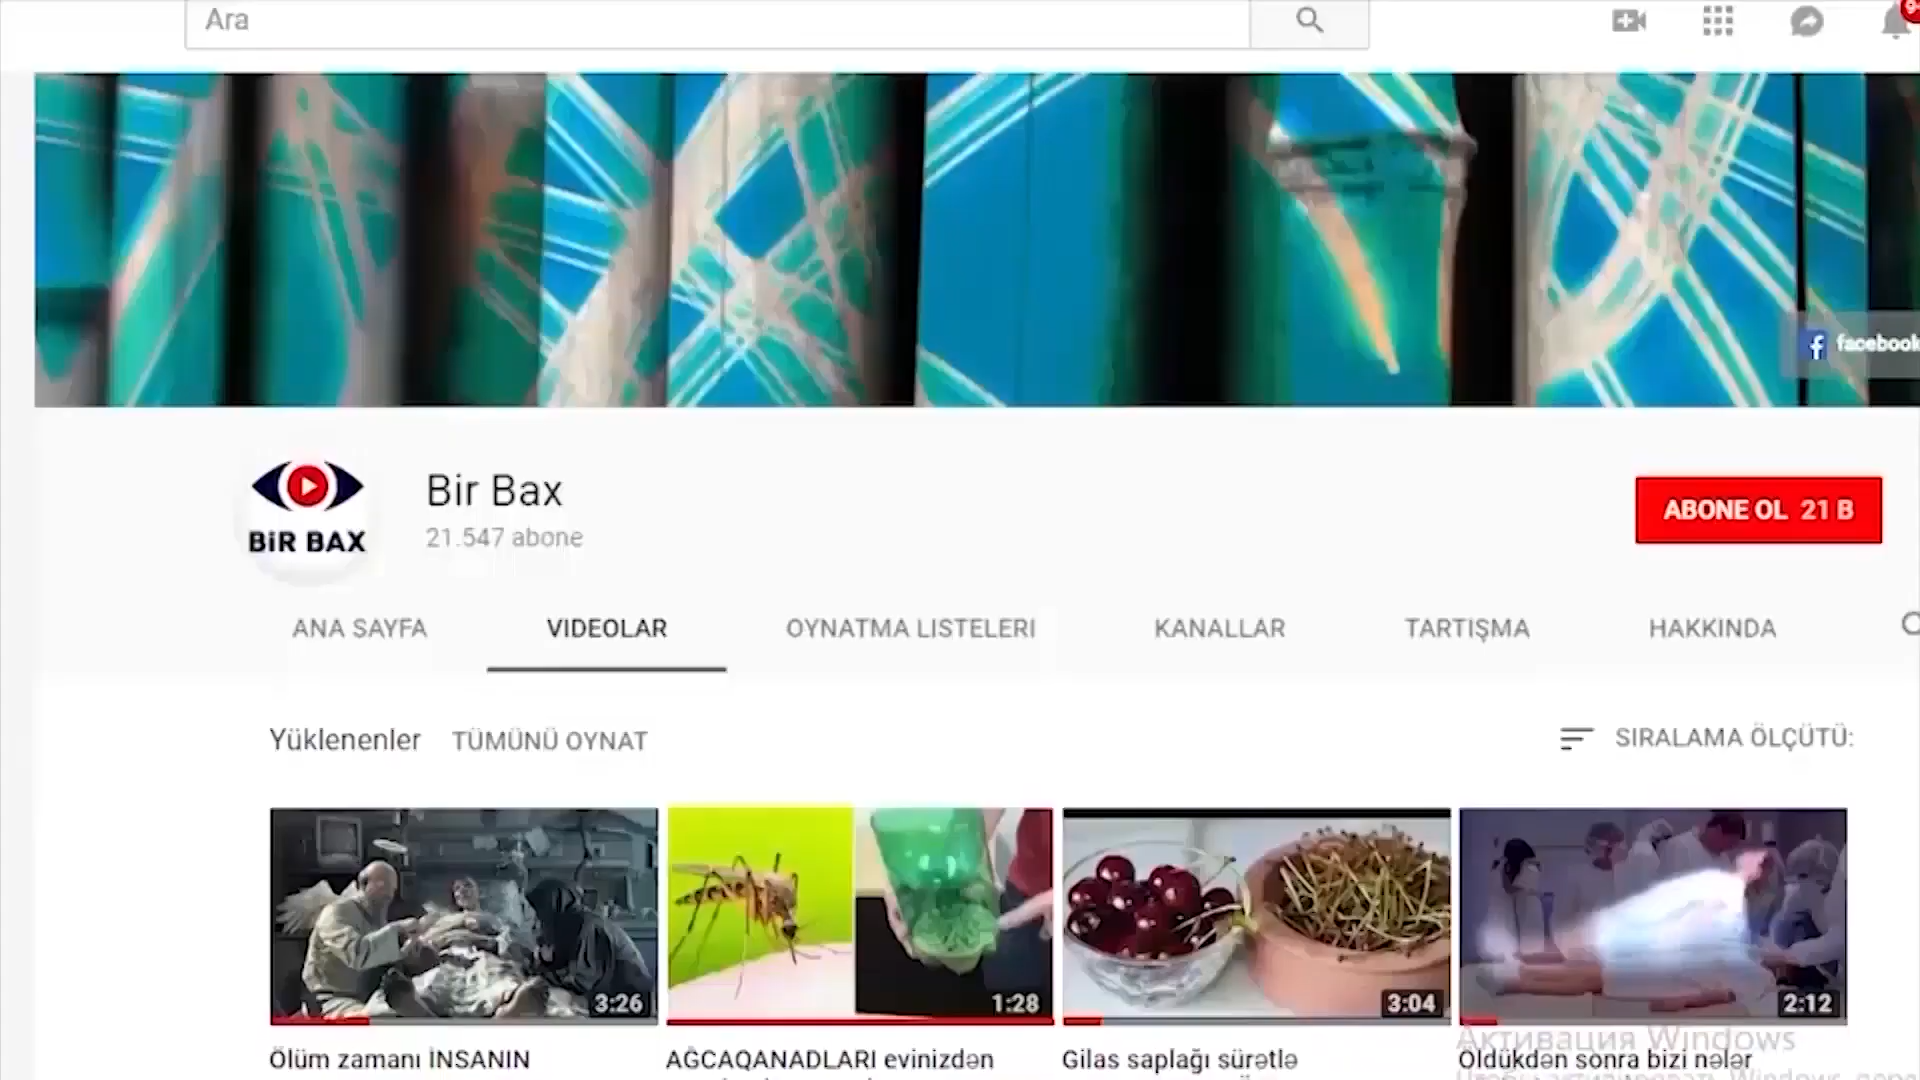 Ara
facebook
Bir Bax
21.547 abone
BİR BAX
ABONE OL 21 B
ANA SAYFA
VIDEOLAR
OYNATMA LISTELERI
KANALLAR
TARTIŞMA
HAKKINDA
Yüklenenler
TÜMÜNÜ OYNAT
SIRALAMA ÖLÇÜTÜ:
3:26
1:28
3:04
2:12
Активация Windows
Ölüm zamanı İNSANIN
AĞCAQANADLARI evinizdən
Gilas saplağı sürətlə
Öldükdən sonra bizi nələr